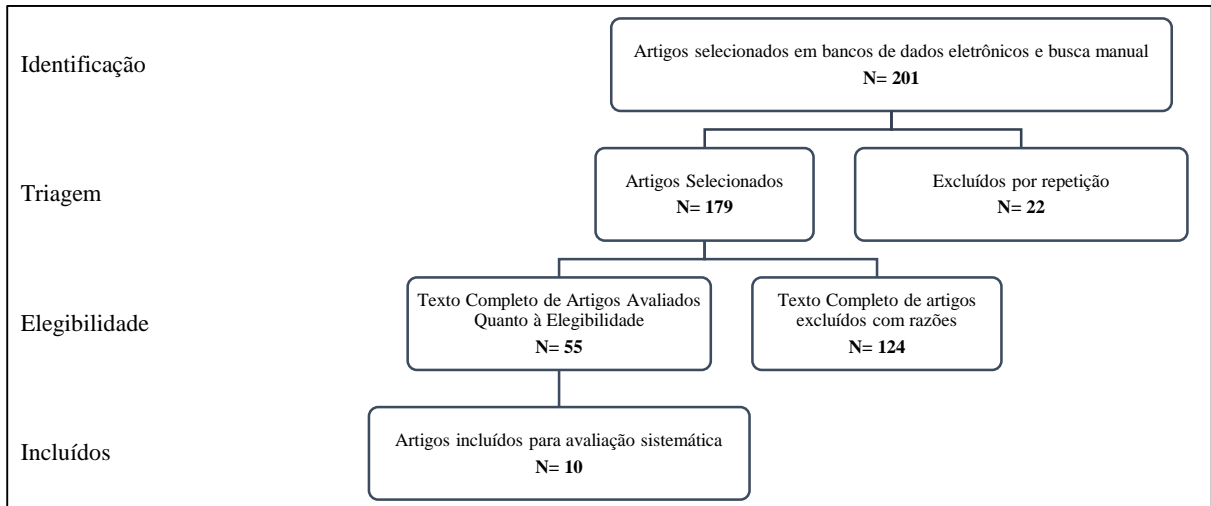 Identificação
Artigos selecionados em bancos de dados eletrônicos e busca manual
N= 201
Triagem
Artigos Selecionados
N= 179
Excluídos por repetição
N= 22
Elegibilidade
Texto Completo de Artigos Avaliados
Quanto à Elegibilidade
N= 55
Texto Completo de artigos
excluídos com razões
N= 124
Incluídos
Artigos incluídos para avaliação sistemática
N= 10